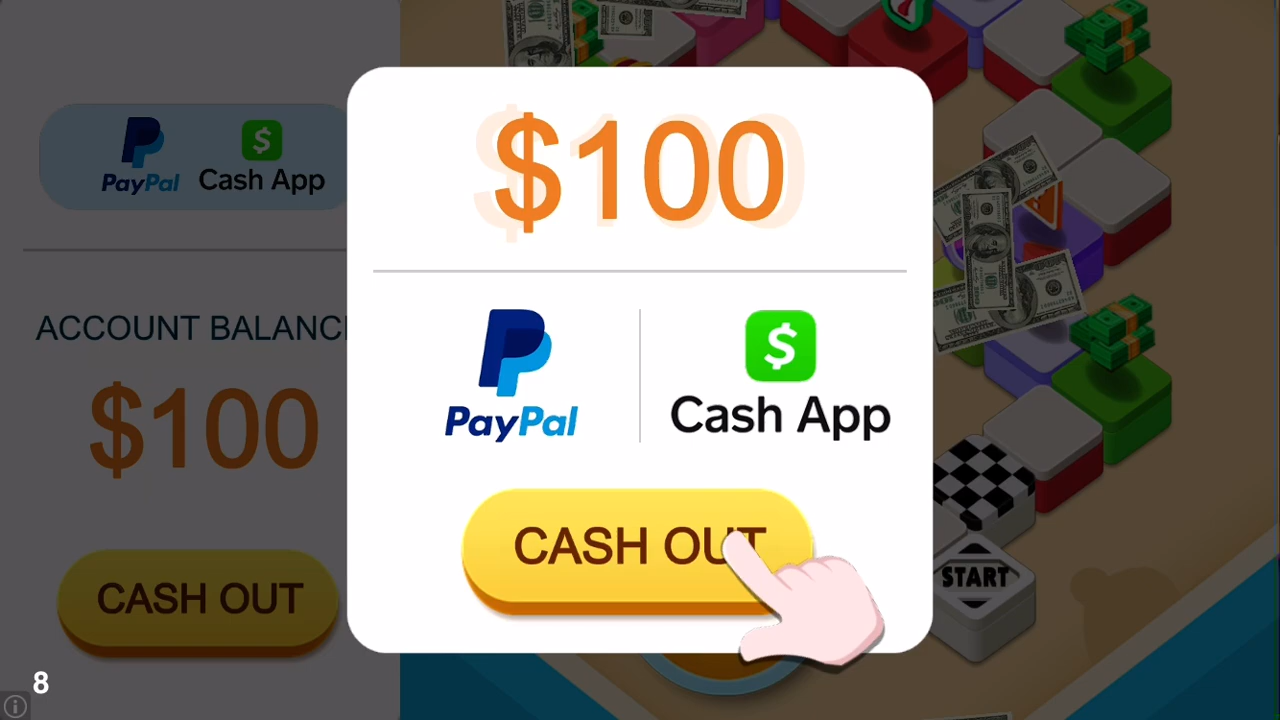 $100
PayPal
Cash App
CASH OUT
PayPal
Cash App
ACCOUNT BALANC
$100
CASH OUT
START
8